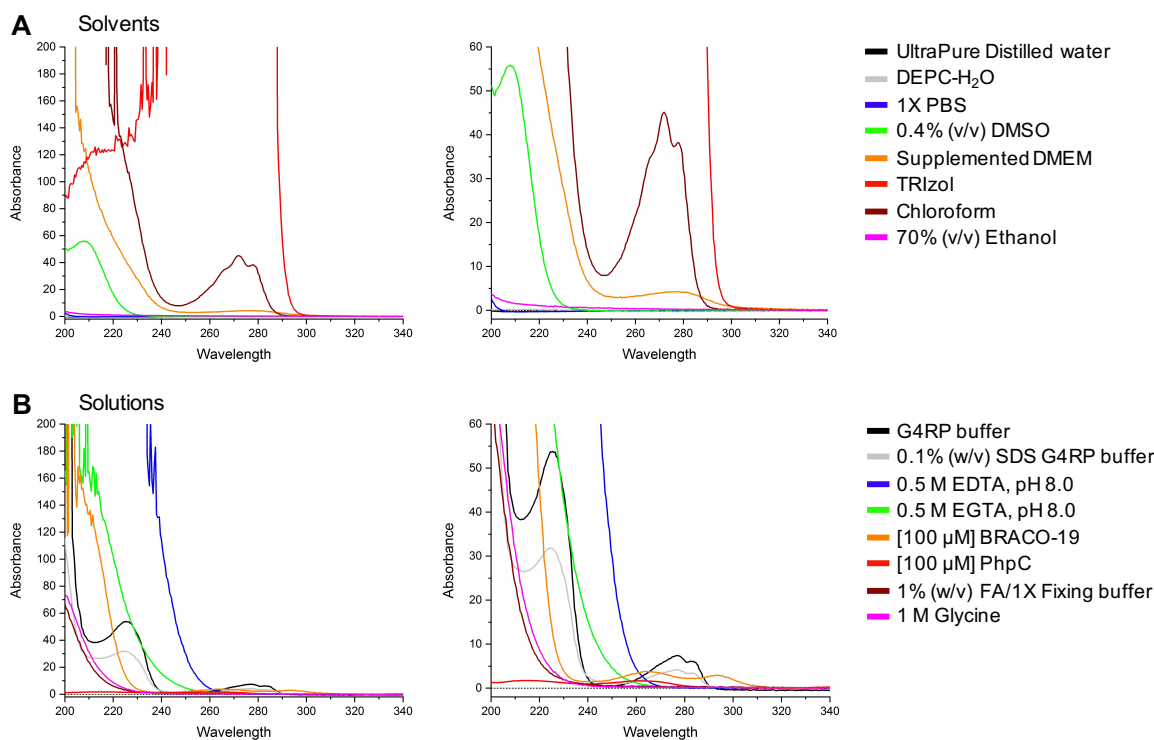 A Solvents
Absorbance
200
180
160
140
120
100
80
60
40
20
0
200 220 240 260 280 300 320 340
Wavelength
Absorbance
60
50
40
30
20
10
0
200 220 240 260 280 300 320 340
Wavelength
UltraPure Distilled water
DEPC-H₂O
1X PBS
0.4% (v/v) DMSO
Supplemented DMEM
TRIzol
Chloroform
70% (v/v) Ethanol
B Solutions
Absorbance
200
180
160
140
120
100
80
60
40
20
0
200 220 240 260 280 300 320 340
Wavelength
Absorbance
60
50
40
30
20
10
0
200 220 240 260 280 300 320 340
Wavelength
G4RP buffer
0.1% (w/v) SDS G4RP buffer
0.5 M EDTA, pH 8.0
0.5 M EGTA, pH 8.0
[100 µM] BRACO-19
[100 µM] PhpC
1% (w/v) FA/1X Fixing buffer
1 M Glycine